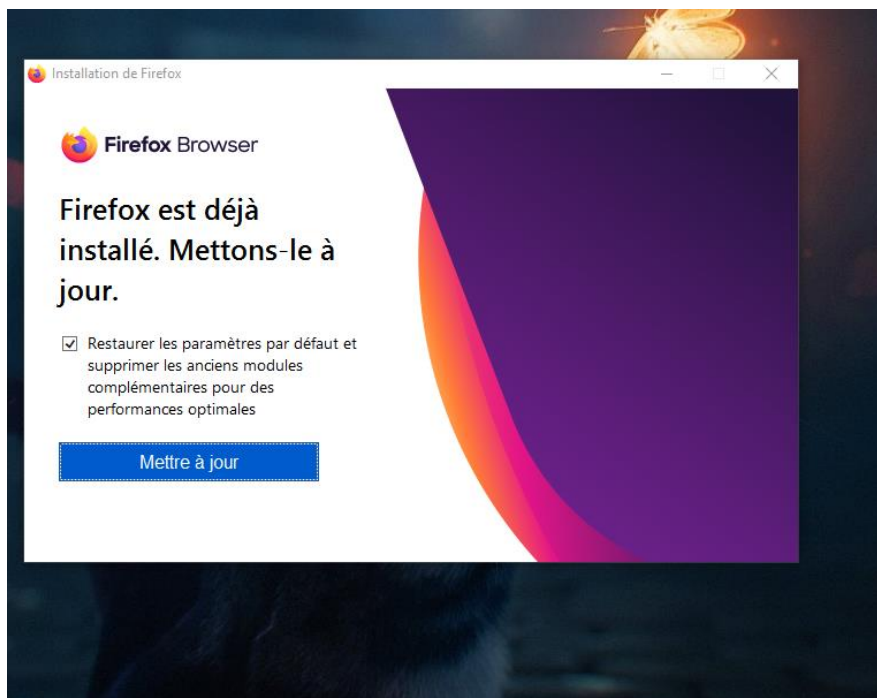 Installation de Firefox
Firefox Browser
Firefox est déjà
installé. Mettons-le à
jour.
Restaurer les paramètres par défaut et
supprimer les anciens modules
complémentaires pour des
performances optimales
Mettre à jour